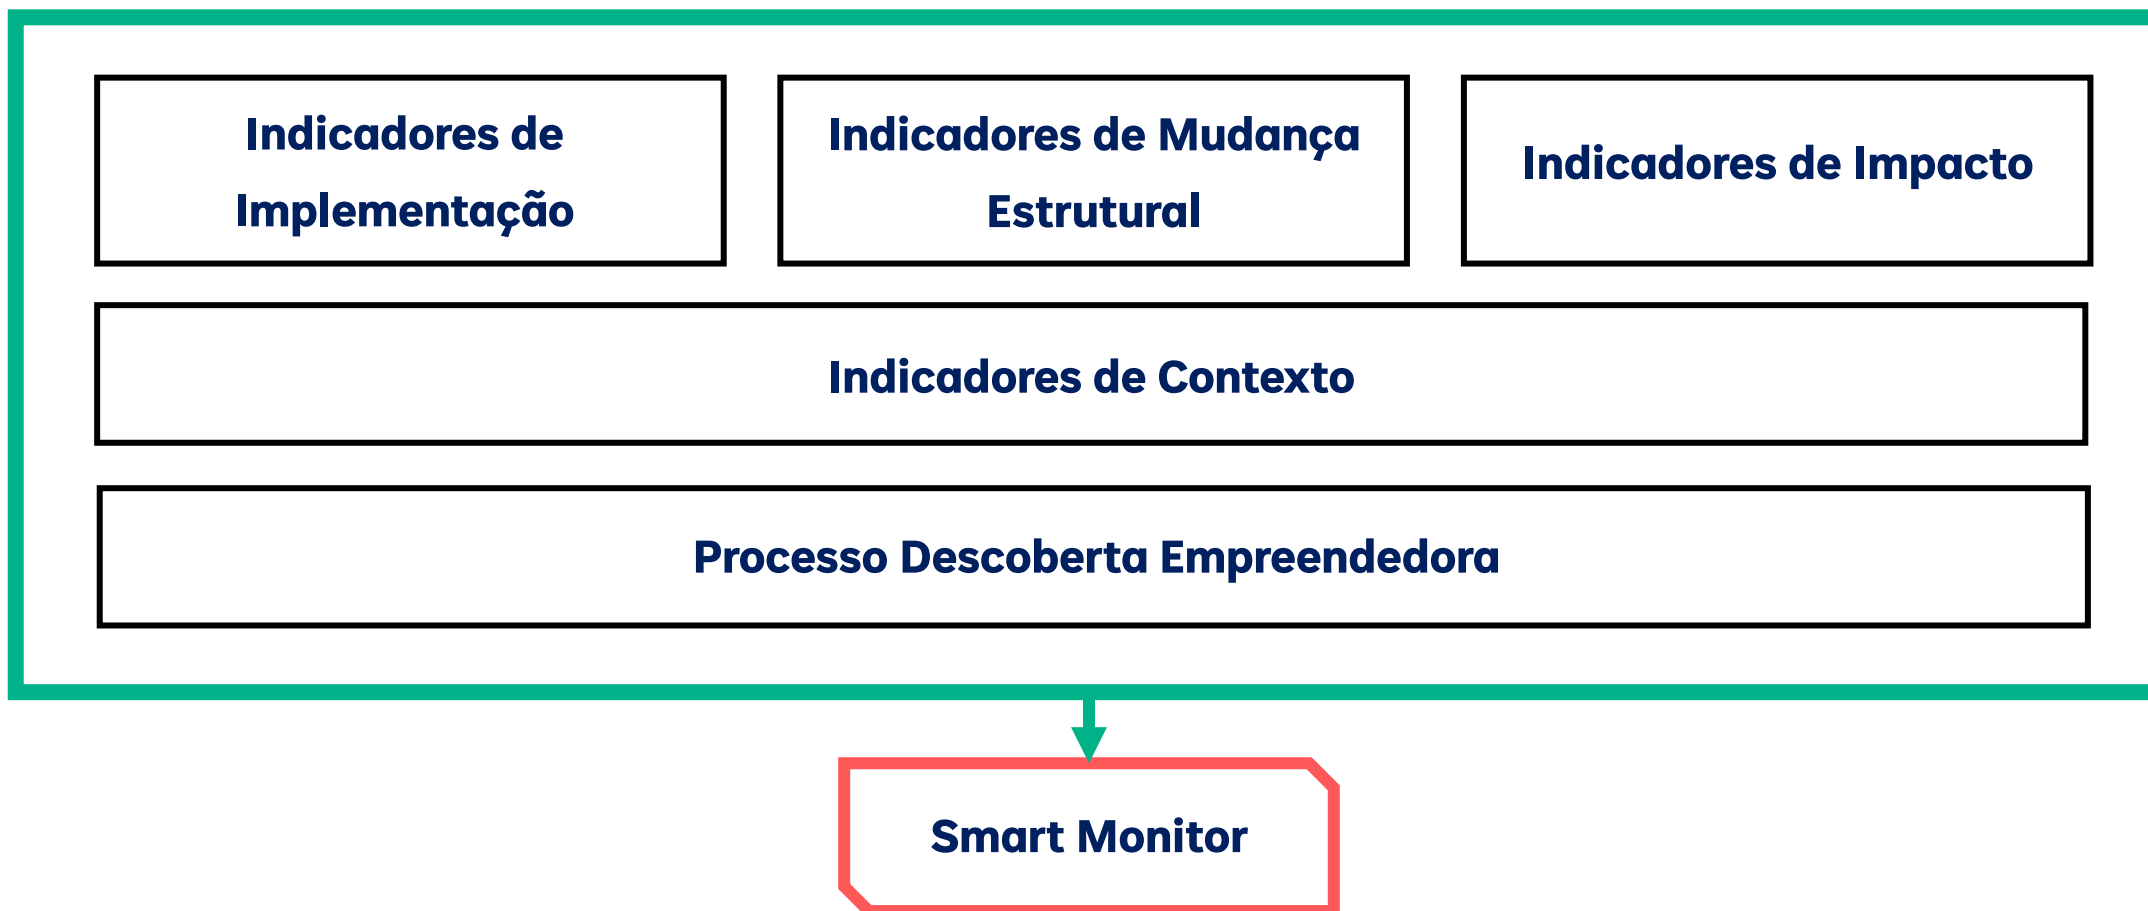 Indicadores de
Implementação
Indicadores de Mudança
Estrutural
Indicadores de Impacto
Indicadores de Contexto
Processo Descoberta Empreendedora
Smart Monitor